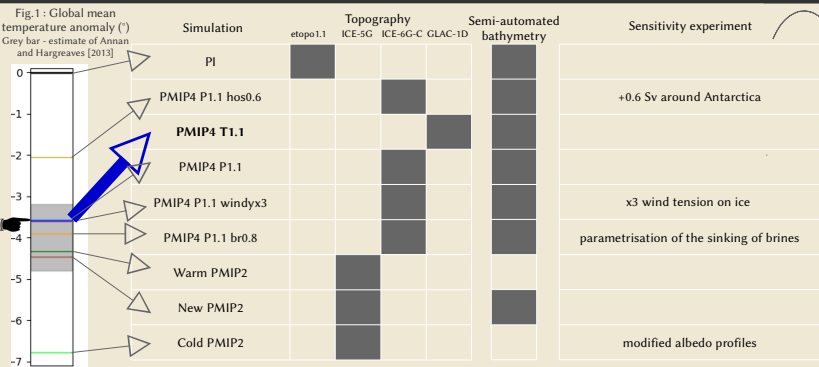 Fig.1 : Global mean
temperature anomaly (°)
Grey bar - estimate of Annan
and Hargreaves [2013]
Simulation
Topography
etopo1.1 ICE-5G ICE-6G-C GLAC-1D
Semi-automated
bathymetry
Sensitivity experiment
0
−1
−2
−3
−4
−5
−6
−7
PI
PMIP4 P1.1 hos0.6 +0.6 Sv around Antarctica
PMIP4 T1.1
PMIP4 P1.1
PMIP4 P1.1 windyx3 x3 wind tension on ice
PMIP4 P1.1 br0.8 parametrisation of the sinking of brines
Warm PMIP2
New PMIP2
Cold PMIP2 modified albedo profiles